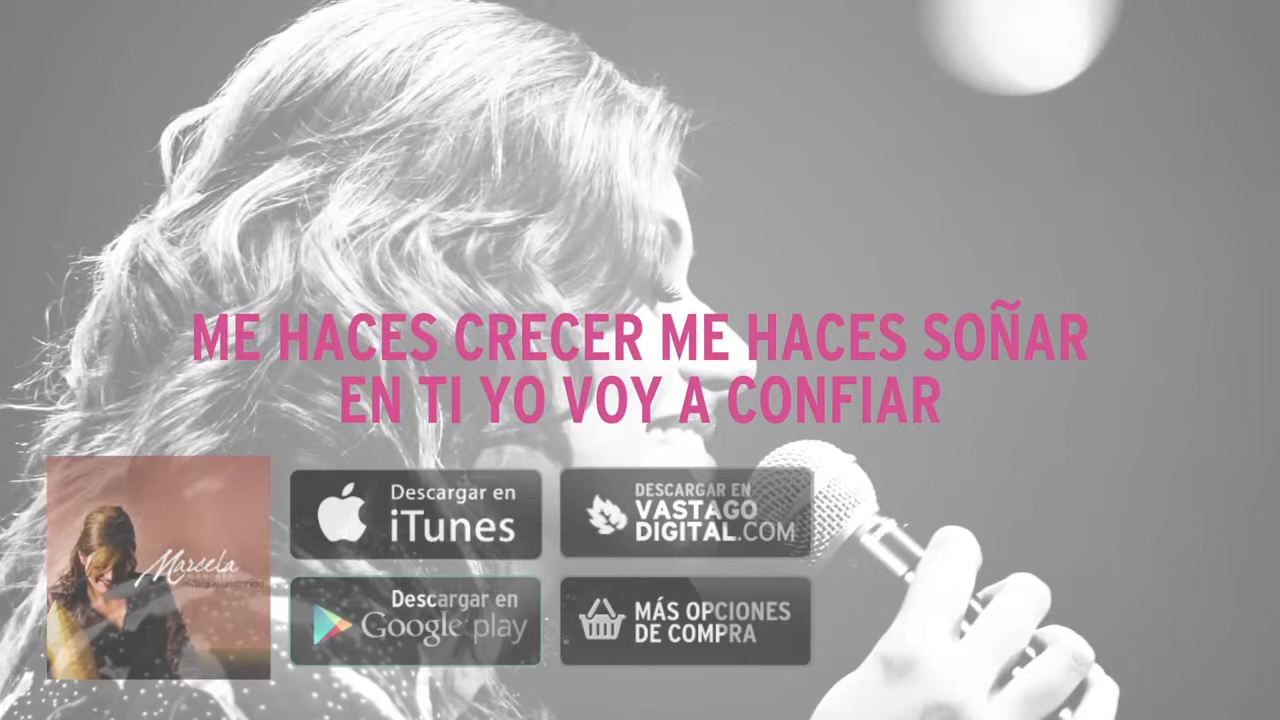 ME HACES CRECER ME HACES SOÑAR
EN TI YO VOY A CONFIAR
Marcela
Descargar en
iTunes
DESCARGAR EN
VASTAGO
DIGITAL.COM
Descargar en
Google play
MÁS OPCIONES
DE COMPRA